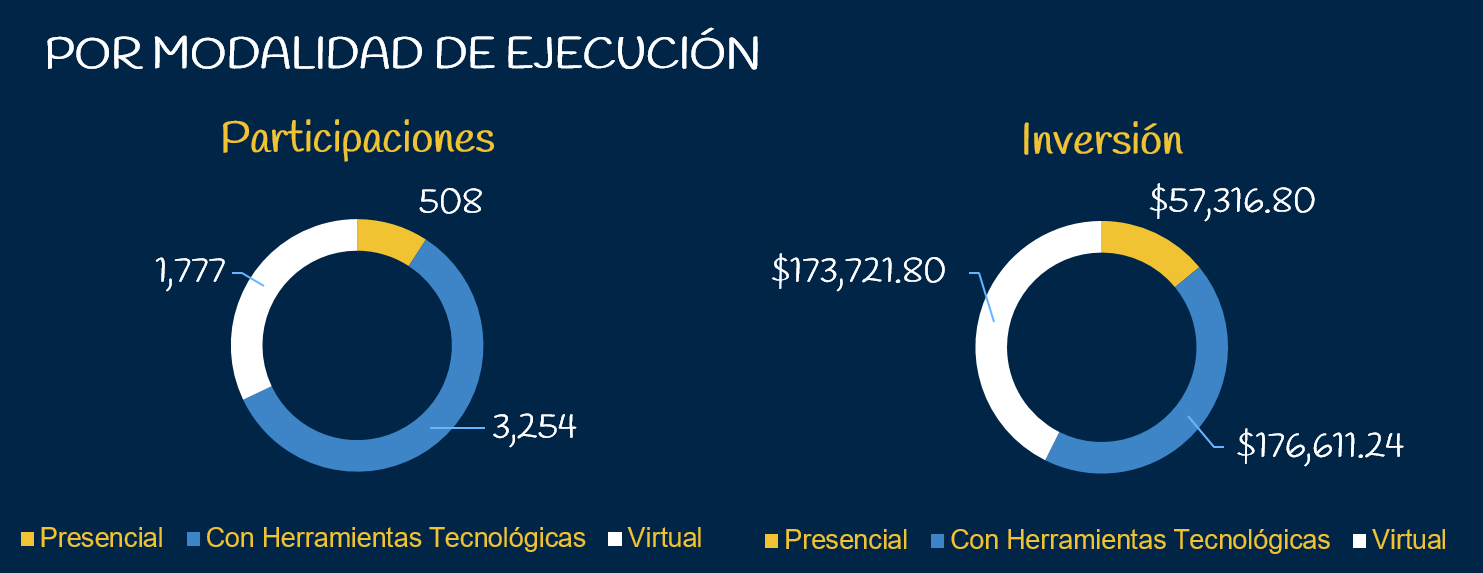 POR MODALIDAD DE EJECUCIÓN
Participaciones
508
1,777
3,254
Presencial Con Herramientas Tecnológicas Virtual
Inversión
$57,316.80
$173,721.80
$176,611.24
Presencial Con Herramientas Tecnológicas Virtual